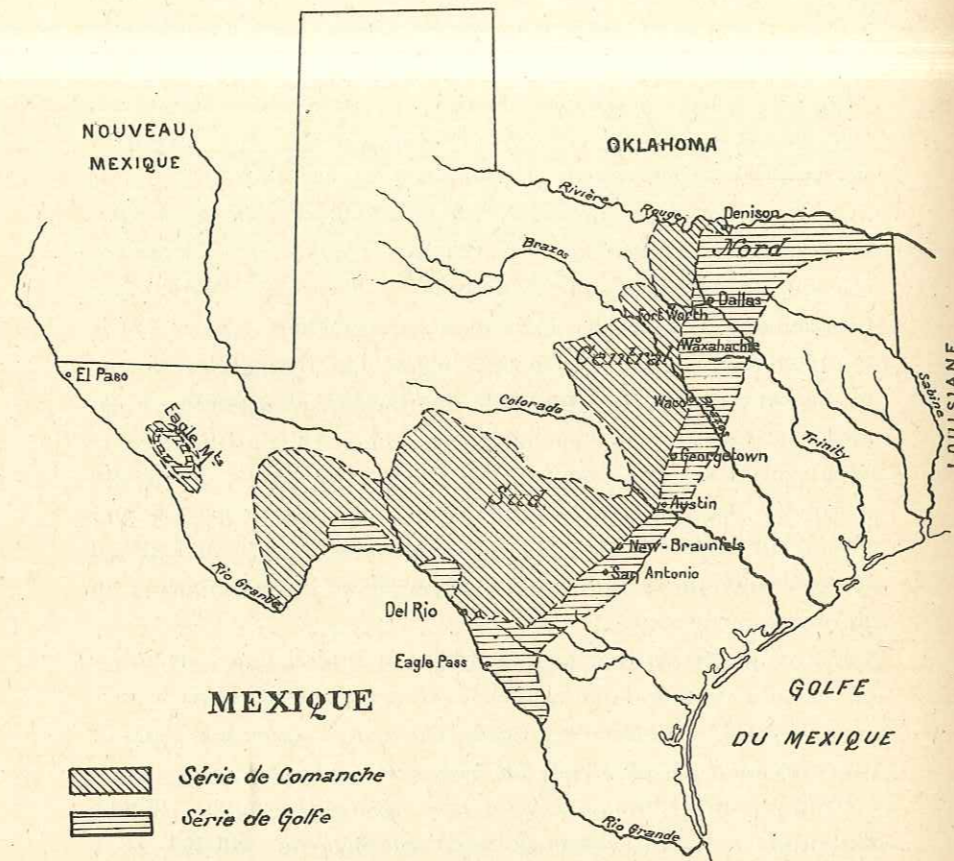 NOUVEAU
MEXIQUE
OKLAHOMA
Rivière
Rouge
Denison
Nord
Brazos
Dallas
Fort Worth
Waxahachie
Central
El Paso
Eagle Mts
Colorado
Waco
Brazos
Trinity
Sabine
LOUISIANE
Georgetown
Sud
Austin
New-Braunfels
San Antonio
Rio Grande
Del Rio
Eagle Pass
MEXIQUE
GOLFE
DU MEXIQUE
Série de Comanche
Série de Golfe
Rio Grande